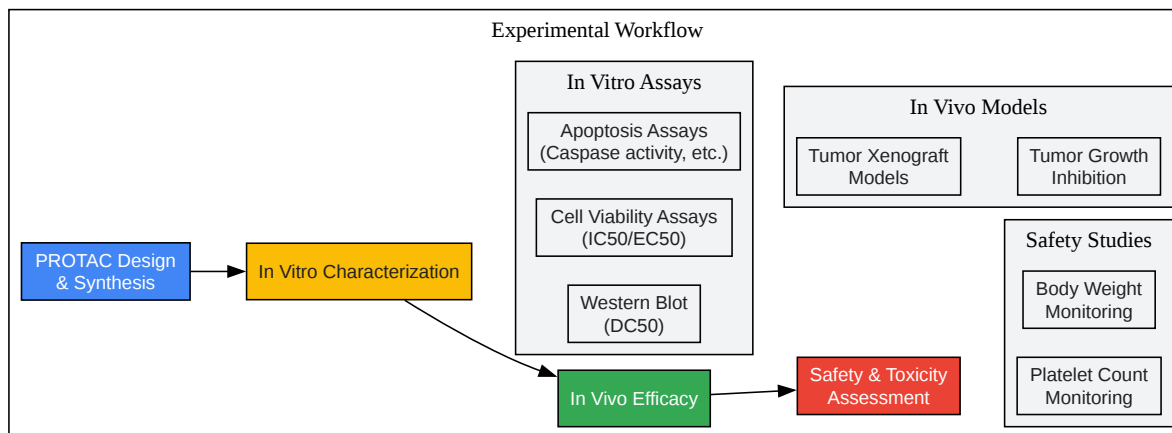 Experimental Workflow
In Vitro Assays
Apoptosis Assays
(Caspase activity, etc.)
Cell Viability Assays
(IC50/EC50)
Western Blot
(DC50)
In Vivo Models
Tumor Xenograft
Models
Tumor Growth
Inhibition
Safety Studies
Body Weight
Monitoring
Platelet Count
Monitoring
PROTAC Design
& Synthesis
In Vitro Characterization
In Vivo Efficacy
Safety & Toxicity
Assessment